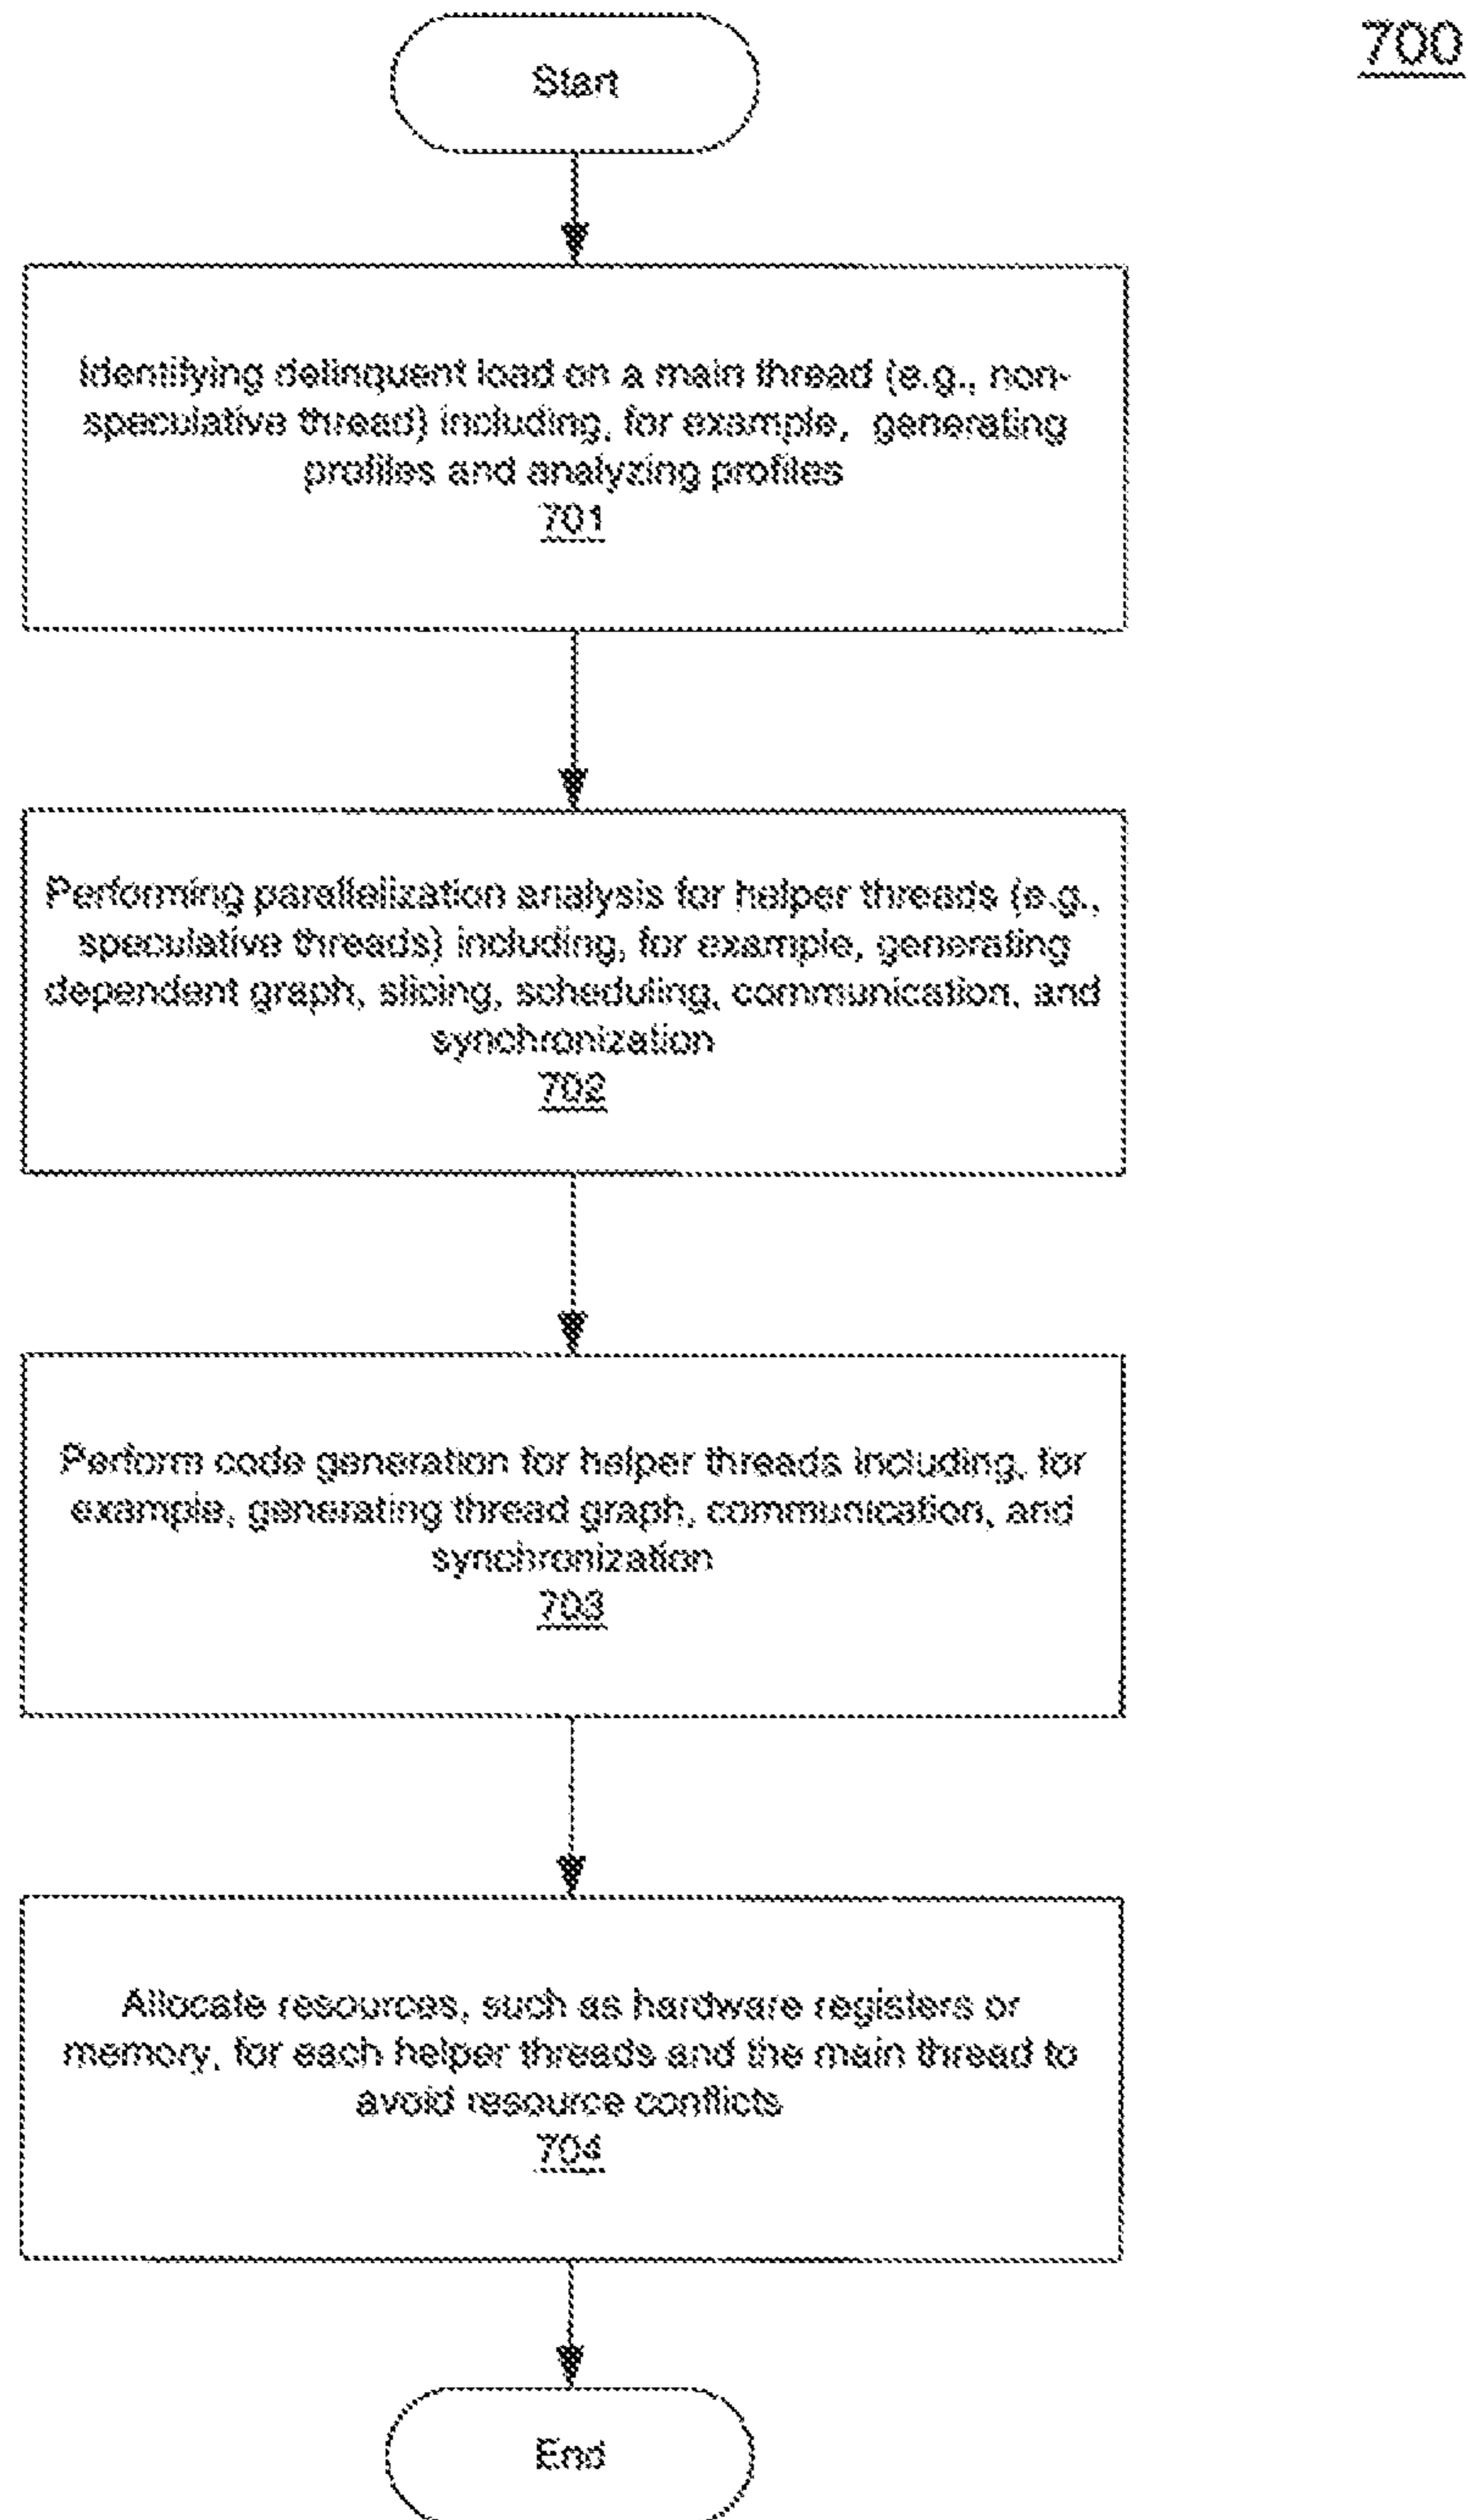 700
Start
Identifying delinquent load on a main thread (e.g., non-
speculative thread) including, for example, generating
profiles and analyzing profiles
701
Performing parallelization analysis for helper threads (e.g.,
speculative threads) including, for example, generating
dependent graph, slicing, scheduling, communication, and
synchronization
702
Perform code generation for helper threads including, for
example, generating thread graph, communication, and
synchronization
703
Allocate resources, such as hardware registers or
memory, for each helper threads and the main thread to
avoid resource conflicts
704
End